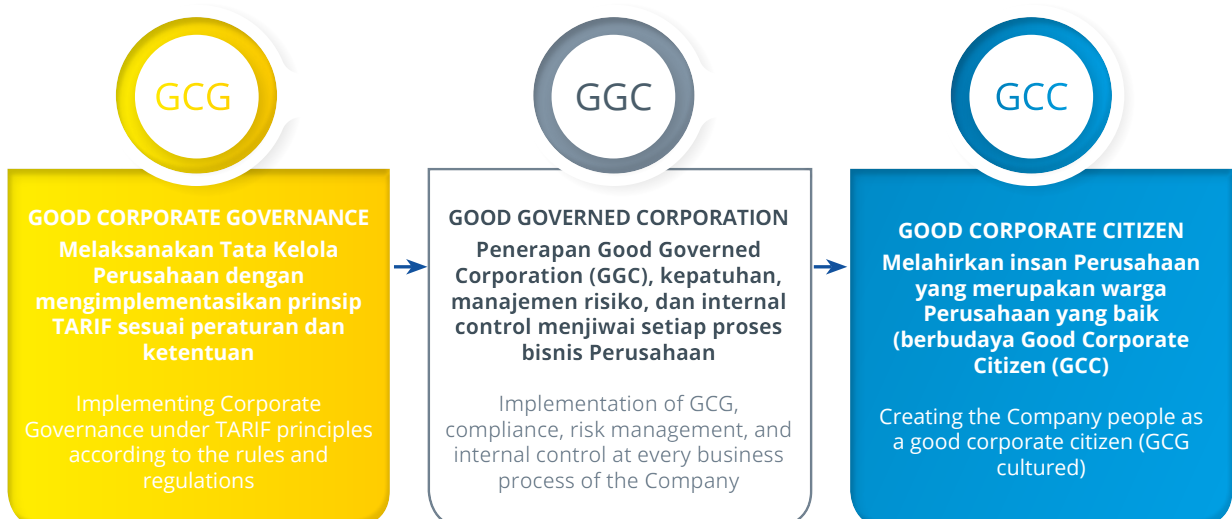 GCG
GOOD CORPORATE GOVERNANCE
Melaksanakan Tata Kelola
Perusahaan dengan
mengimplementasikan prinsip
TARIF sesuai peraturan dan
ketentuan
Implementing Corporate
Governance under TARIF principles
according to the rules and
regulations
GGC
GOOD GOVERNED CORPORATION
Penerapan Good Governed
Corporation (GGC), kepatuhan,
manajemen risiko, dan internal
control menjiwai setiap proses
bisnis Perusahaan
Implementation of GCG,
compliance, risk management, and
internal control at every business
process of the Company
GCC
GOOD CORPORATE CITIZEN
Melahirkan insan Perusahaan
yang merupakan warga
Perusahaan yang baik
(berbudaya Good Corporate
Citizen (GCC)
Creating the Company people as
a good corporate citizen (GCG
cultured)